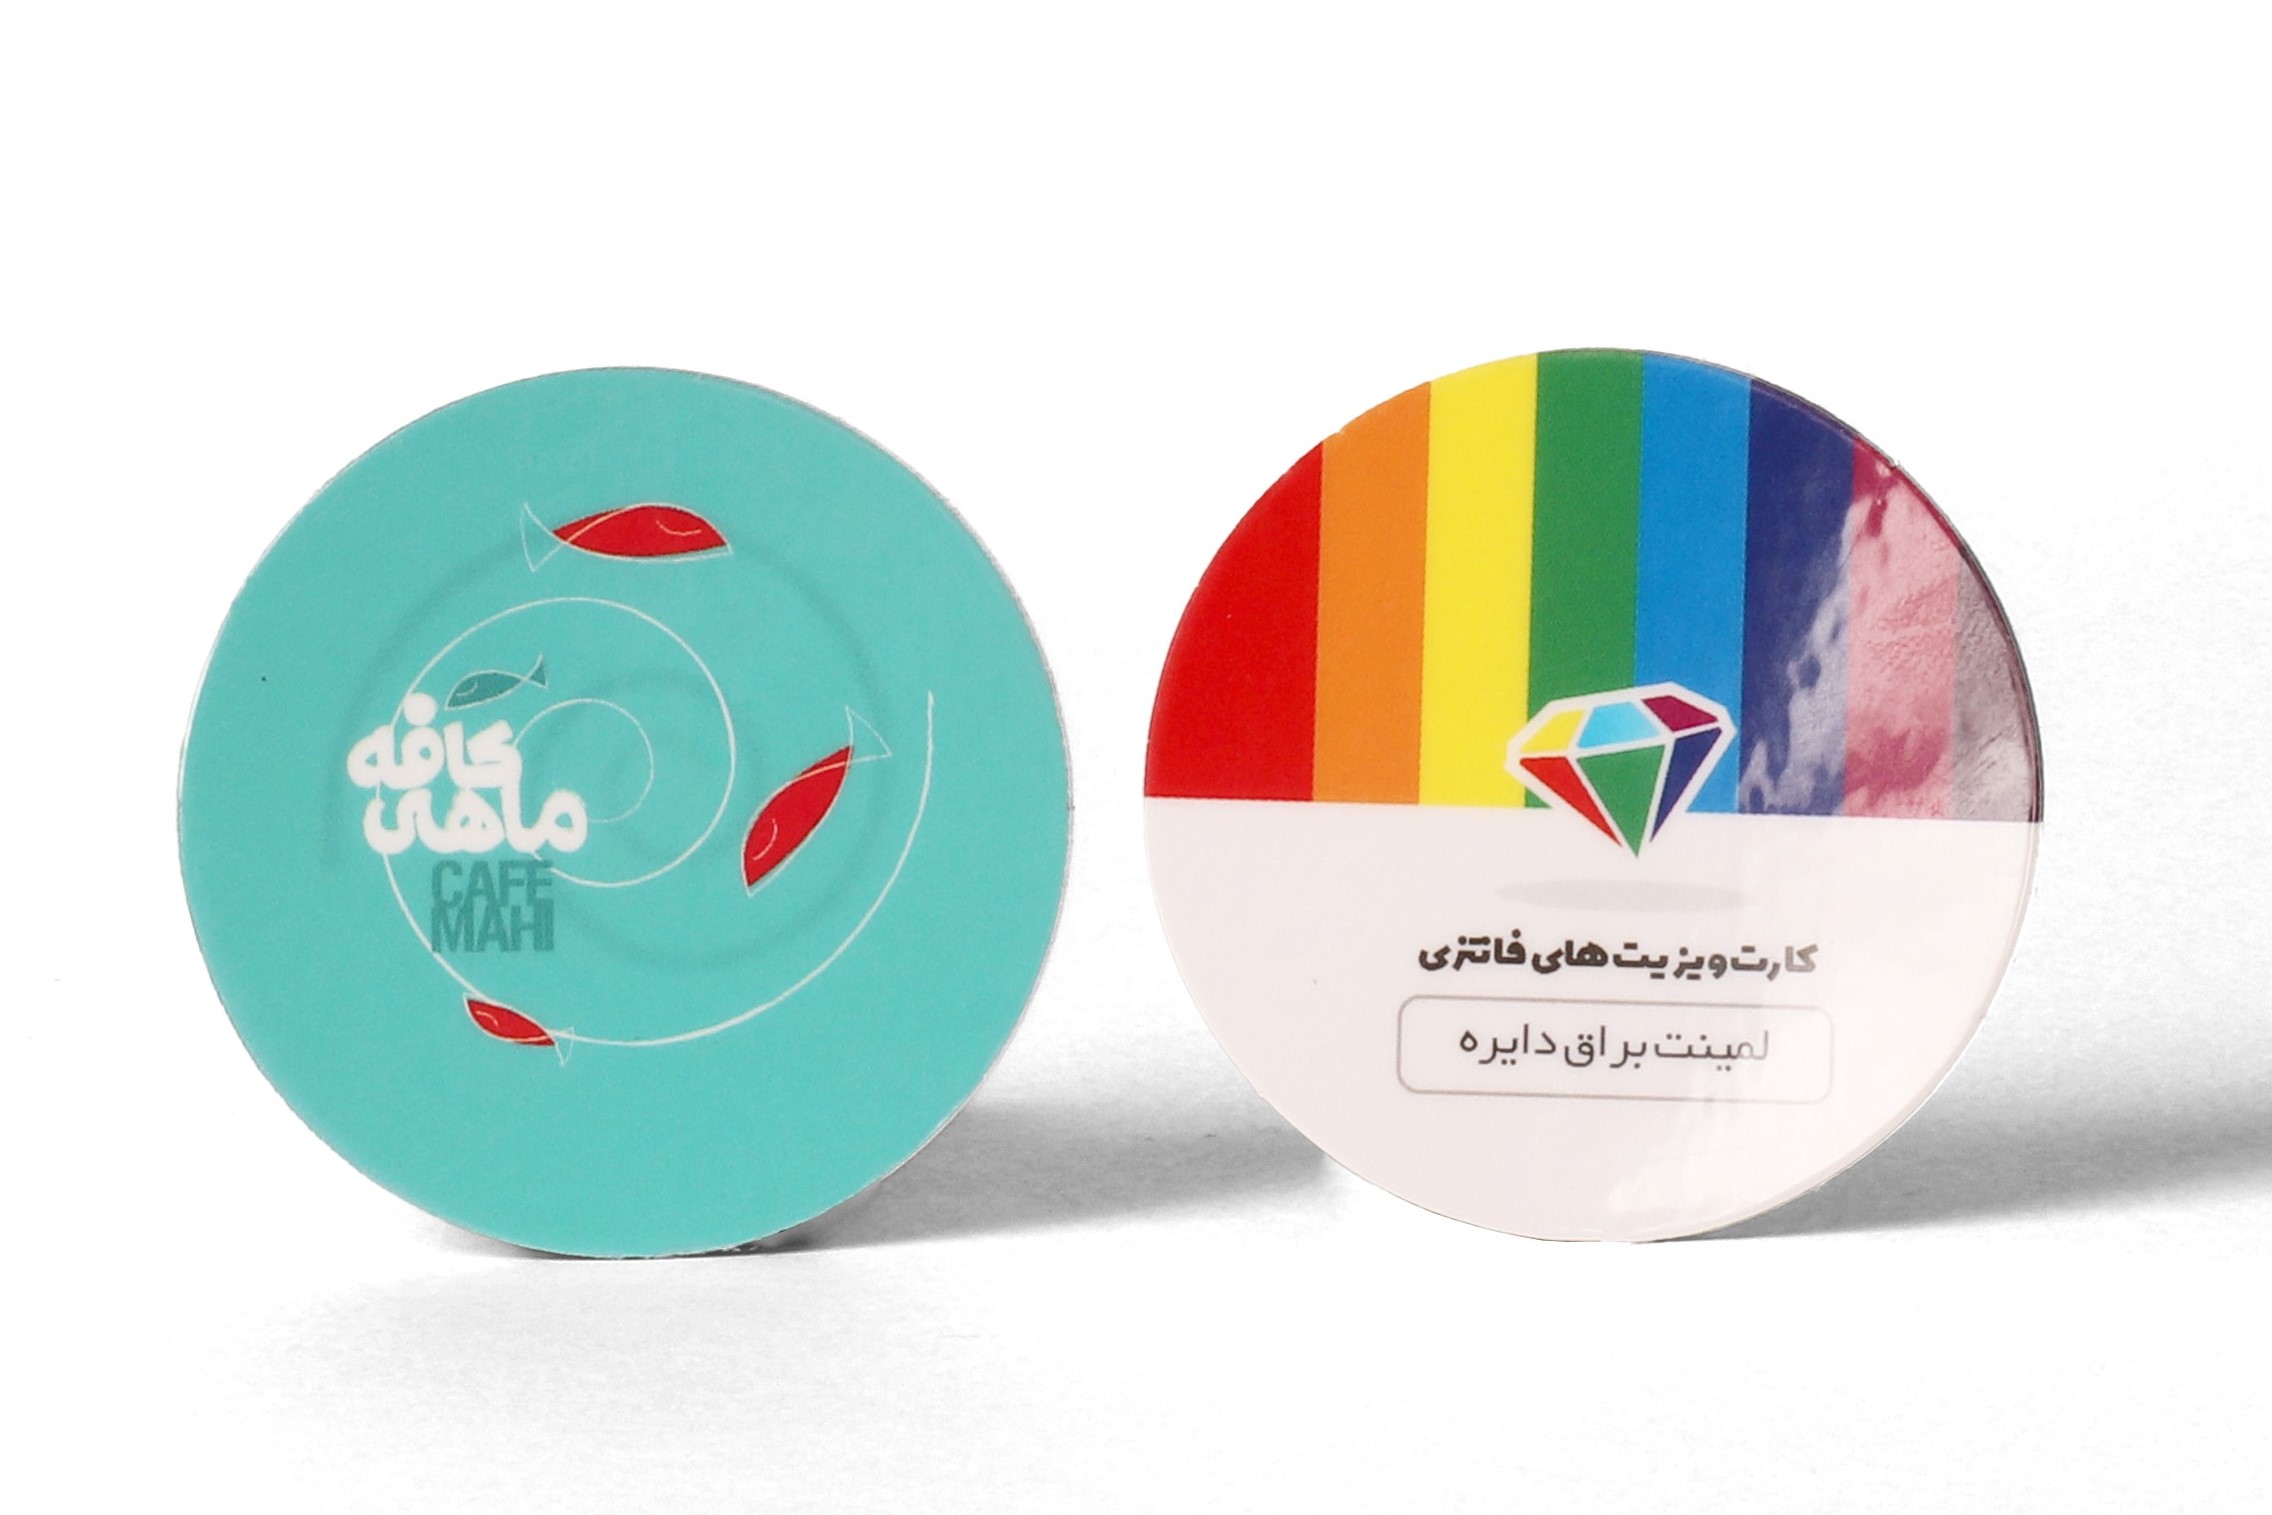 کافه
ماهی
CAFE
MAHI
کارت ویزیت های فانتزی
لمینت براق دایره